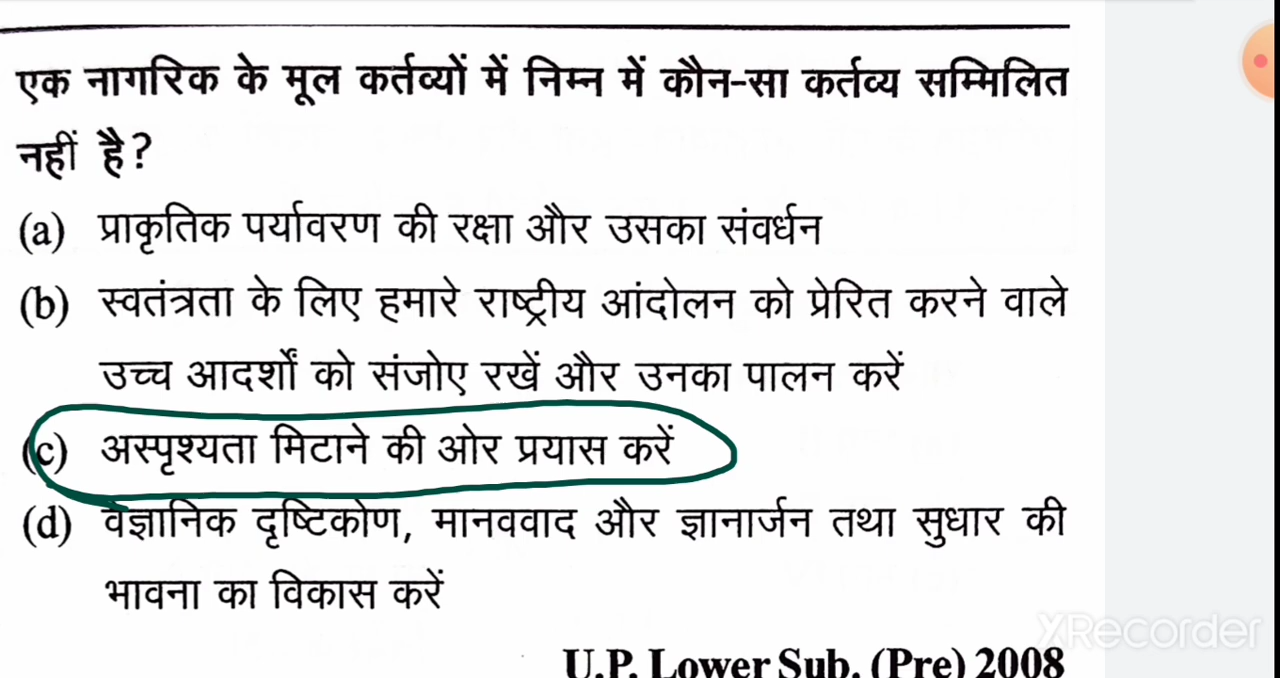 एक नागरिक के मूल कर्तव्यों में निम्न में कौन-सा कर्तव्य सम्मिलित
नहीं है?
(a) प्राकृतिक पर्यावरण की रक्षा और उसका संवर्धन
(b) स्वतंत्रता के लिए हमारे राष्ट्रीय आंदोलन को प्रेरित करने वाले
उच्च आदर्शों को संजोए रखें और उनका पालन करें
(c) अस्पृश्यता मिटाने की ओर प्रयास करें
(d) वैज्ञानिक दृष्टिकोण, मानववाद और ज्ञानार्जन तथा सुधार की
भावना का विकास करें
XRecorder
U.P. Lower Sub. (Pre) 2008